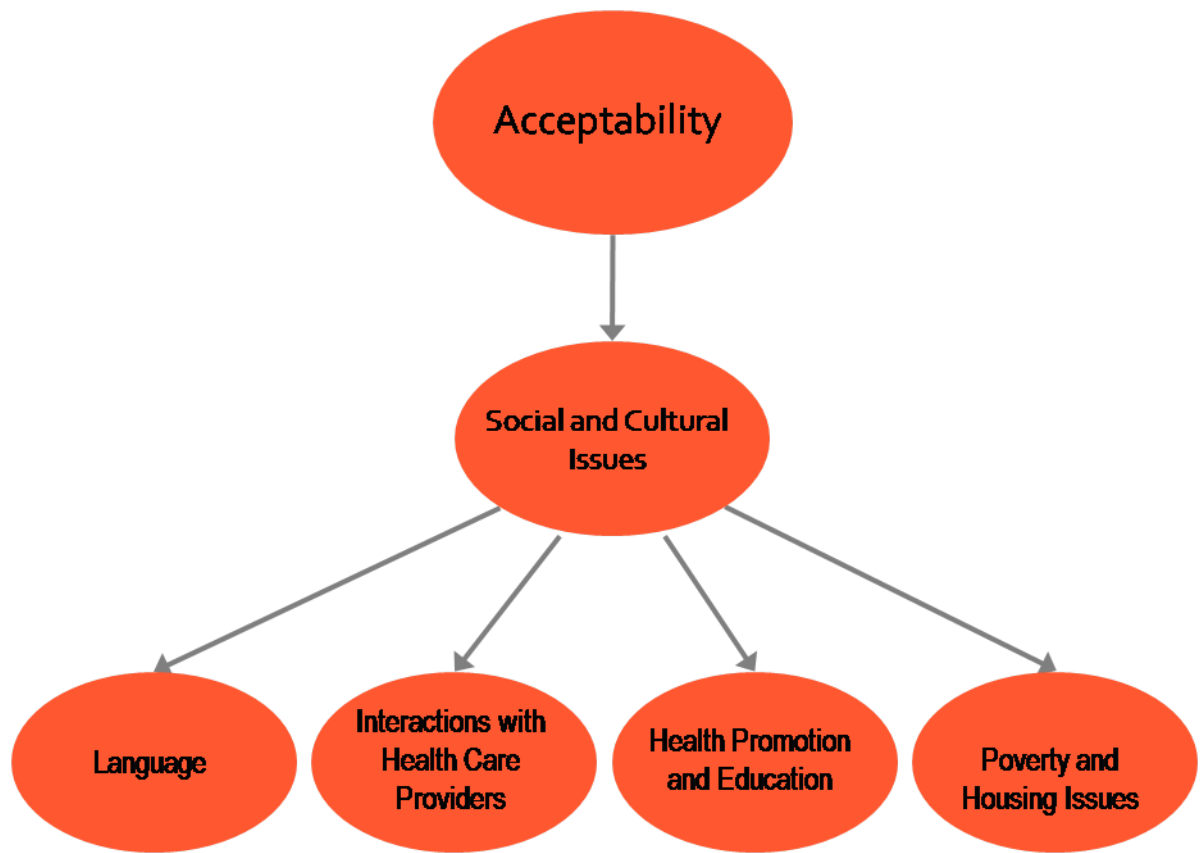 Acceptability
Social and Cultural
Issues
Language
Interactions with
Health Care
Providers
Health Promotion
and Education
Poverty and
Housing Issues